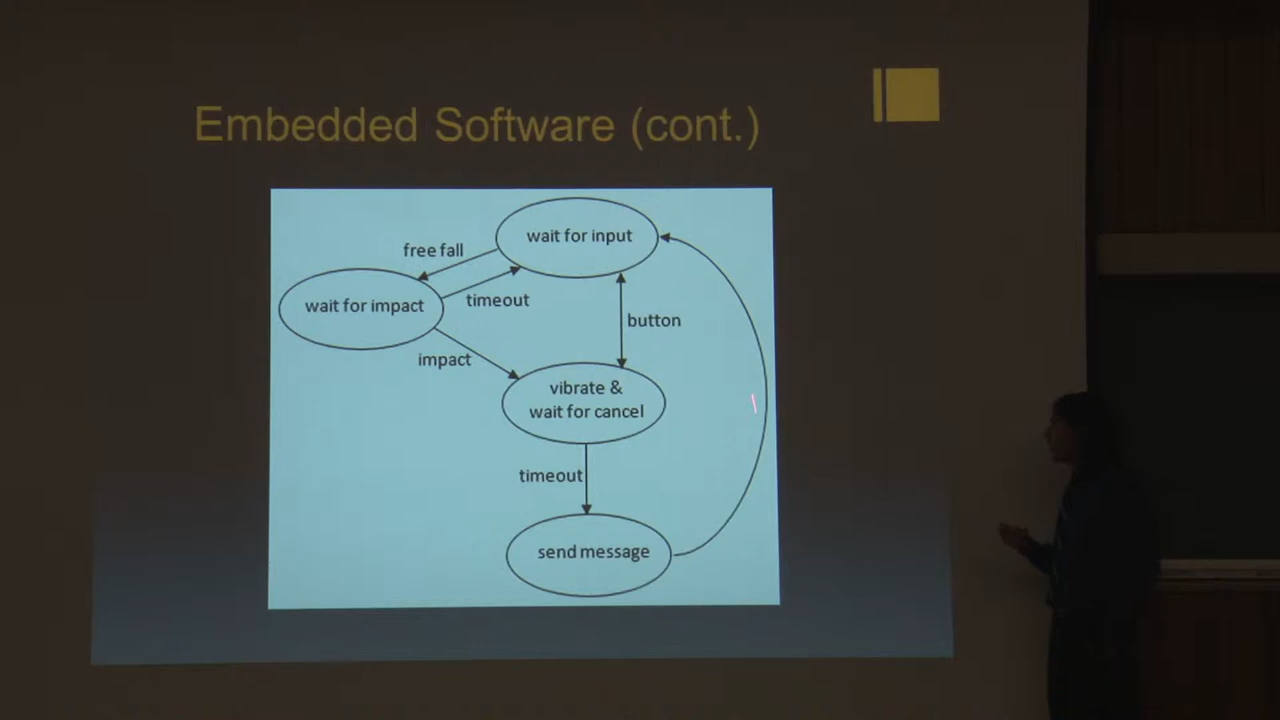 Embedded Software (cont.)
wait for input
free fall
wait for impact
timeout
button
impact
vibrate &
wait for cancel
timeout
send message